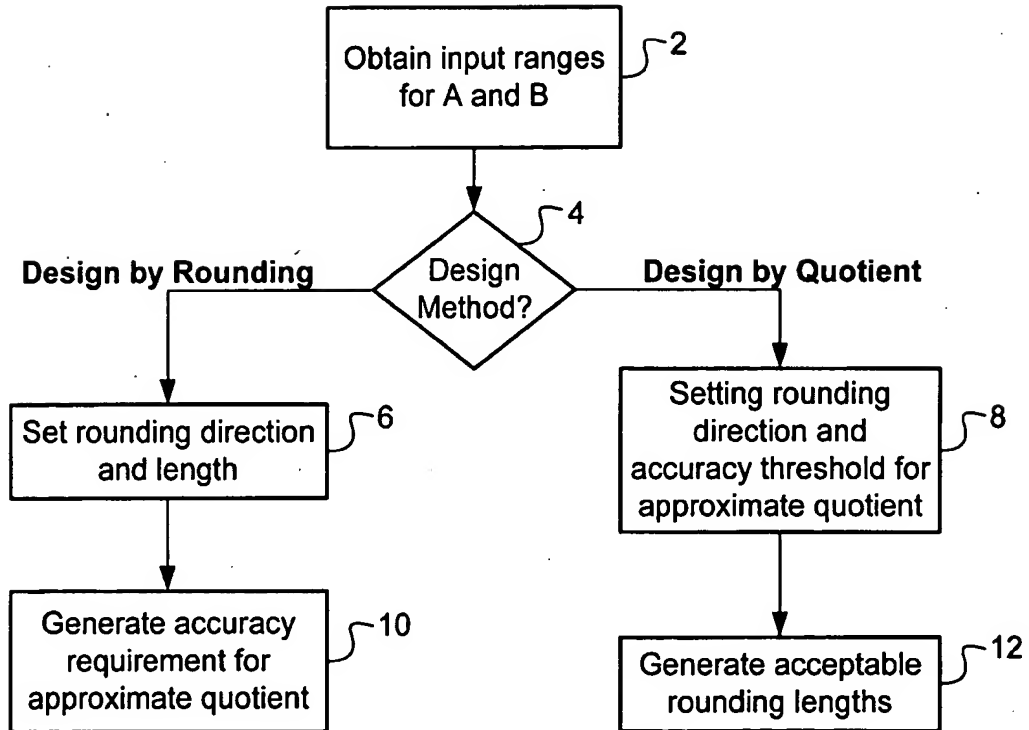 Obtain input ranges
for A and B
2
4
Design
Method?
Design by Rounding
Design by Quotient
Set rounding direction
and length
6
Setting rounding
direction and
accuracy threshold for
approximate quotient
8
Generate accuracy
requirement for
approximate quotient
10
Generate acceptable
rounding lengths
12